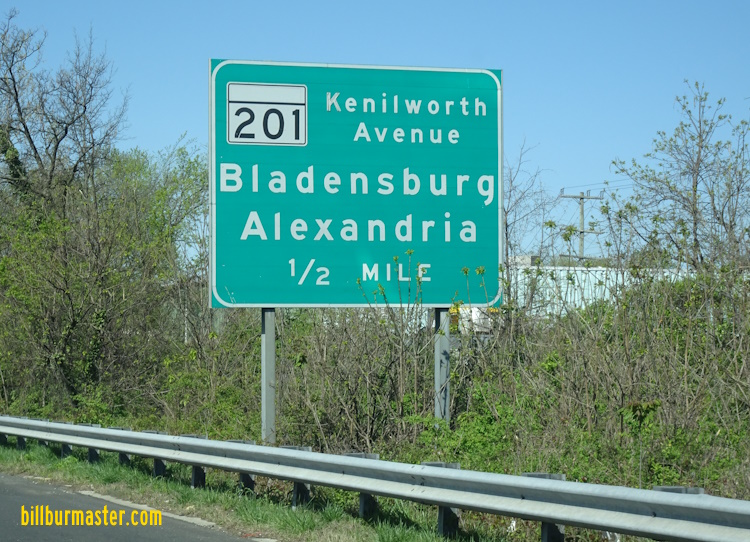 201
Kenilworth
Avenue
Bladensburg
Alexandria
1/2 MILE
billburmaster.com